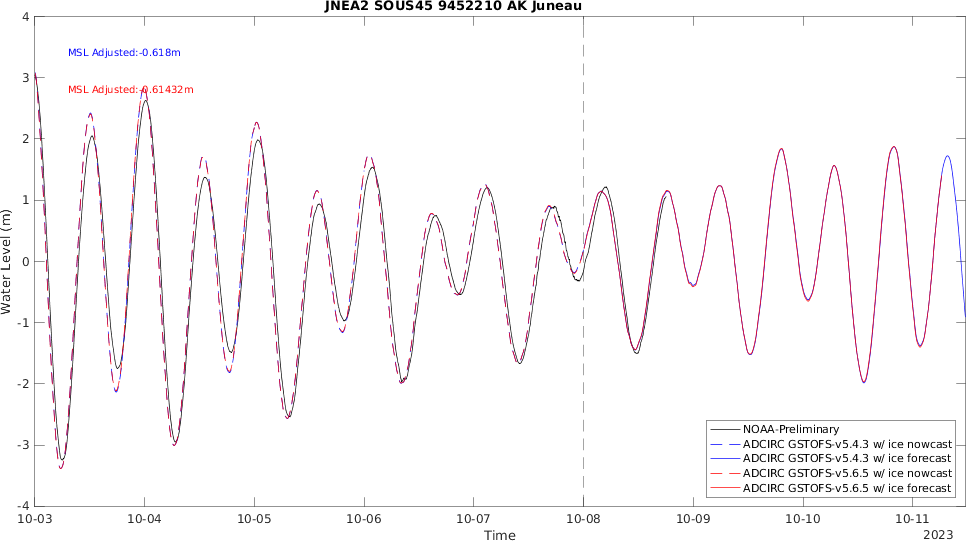 JNEA2 SOUS45 9452210 AK Juneau
4
3
2
1
0
-1
-2
-3
-4
Water Level (m)
MSL Adjusted:-0.618m
MSL Adjusted:-0.61432m
NOAA-Preliminary
ADCIRC GSTOFS-v5.4.3 w/ ice nowcast
ADCIRC GSTOFS-v5.4.3 w/ ice forecast
ADCIRC GSTOFS-v5.6.5 w/ ice nowcast
ADCIRC GSTOFS-v5.6.5 w/ ice forecast
10-03 10-04 10-05 10-06 10-07 10-08 10-09 10-10 10-11
Time
2023